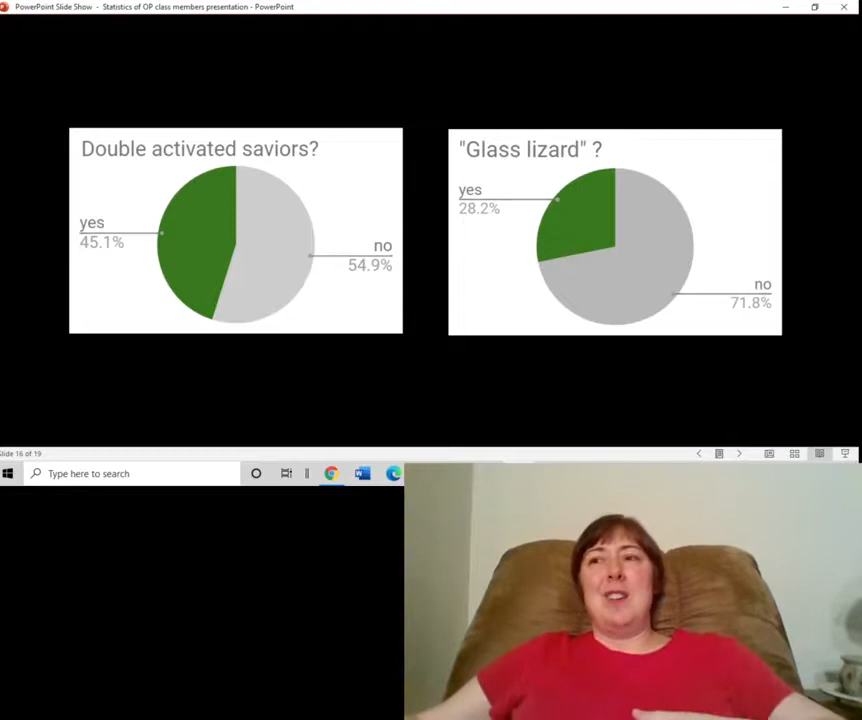 PowerPoint Slide Show - Statistics of OP class members presentation - PowerPoint
Double activated saviors?
yes
45.1%
no
54.9%
"Glass lizard" ?
yes
28.2%
no
71.8%
Slide 16 of 19
Type here to search